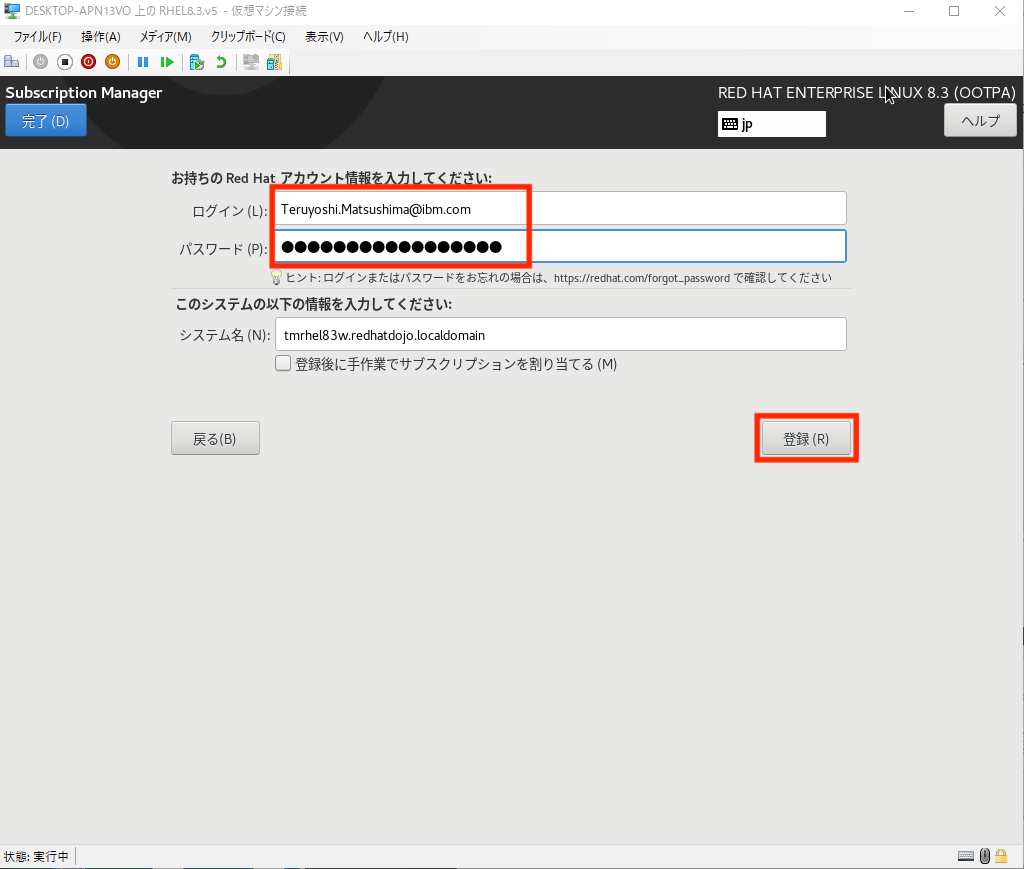 DESKTOP-APN13VO 上の RHEL8.3.v5 - 仮想マシン接続
ファイル(F) 操作(A) メディア(M) クリップボード(C) 表示(V) ヘルプ(H)
Subscription Manager
RED HAT ENTERPRISE LINUX 8.3 (OOTPA)
完了 (D)
jp
ヘルプ
お持ちの Red Hat アカウント情報を入力してください:
ログイン (L): Teruyoshi.Matsushima@ibm.com
パスワード (P): ●●●●●●●●●●●●●●●●●
ヒント: ログインまたはパスワードをお忘れの場合は、https://redhat.com/forgot_password で確認してください
このシステムの以下の情報を入力してください:
システム名 (N): tmrhel83w.redhatdojo.localdomain
登録後に手作業でサブスクリプションを割り当てる (M)
戻る(B)
登録 (R)
状態: 実行中